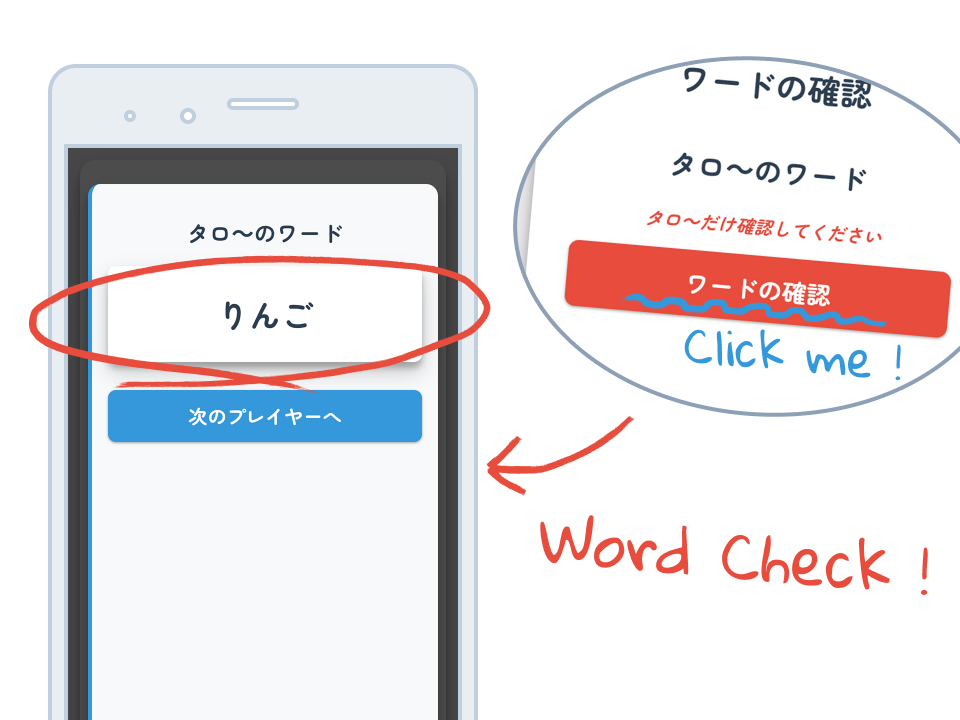 タロ〜のワード
りんご
次のプレイヤーへ
ワードの確認
タロ〜のワード
タロ〜だけ確認してください
ワードの確認
Click me !
Word Check !